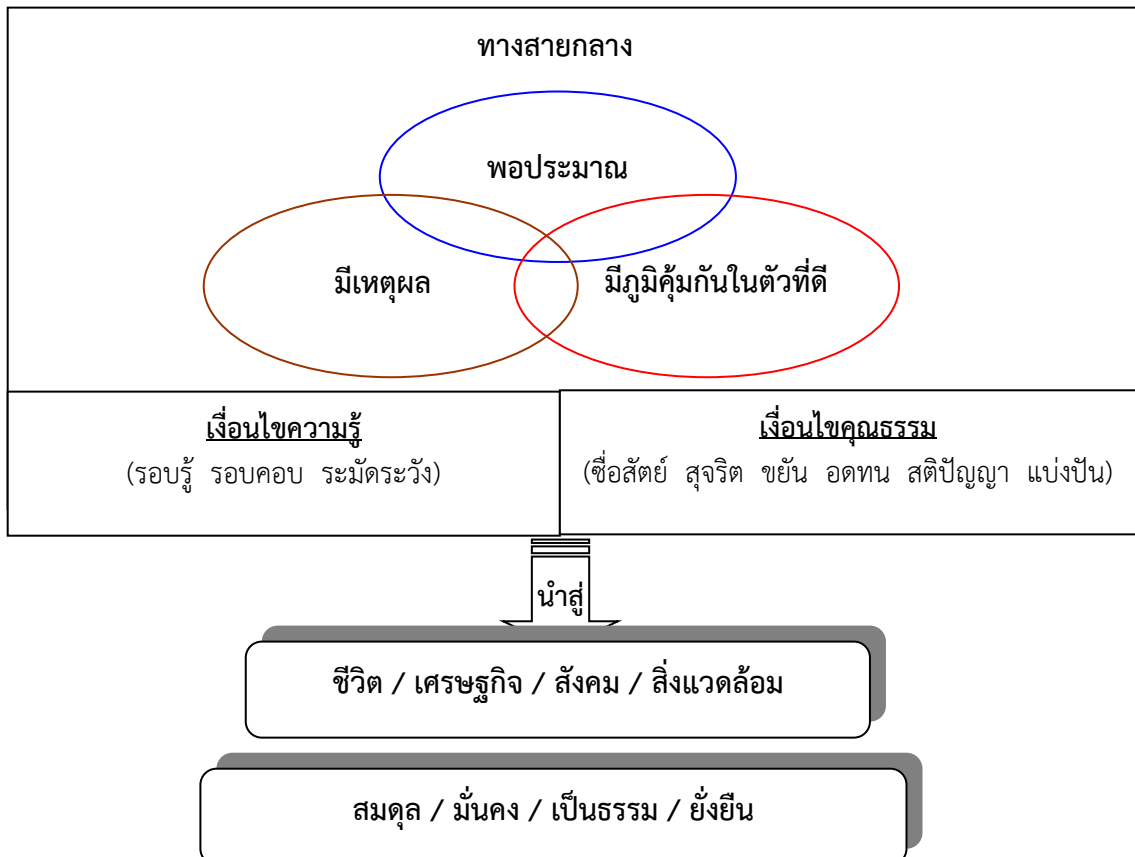 ทางสายกลาง
พอประมาณ
มีเหตุผล
มีภูมิคุ้มกันในตัวที่ดี
เงื่อนไขความรู้
(รอบรู้ รอบคอบ ระมัดระวัง)
เงื่อนไขคุณธรรม
(ซื่อสัตย์ สุจริต ขยัน อดทน สติปัญญา แบ่งปัน)
นำสู่
ชีวิต / เศรษฐกิจ / สังคม / สิ่งแวดล้อม
สมดุล / มั่นคง / เป็นธรรม / ยั่งยืน